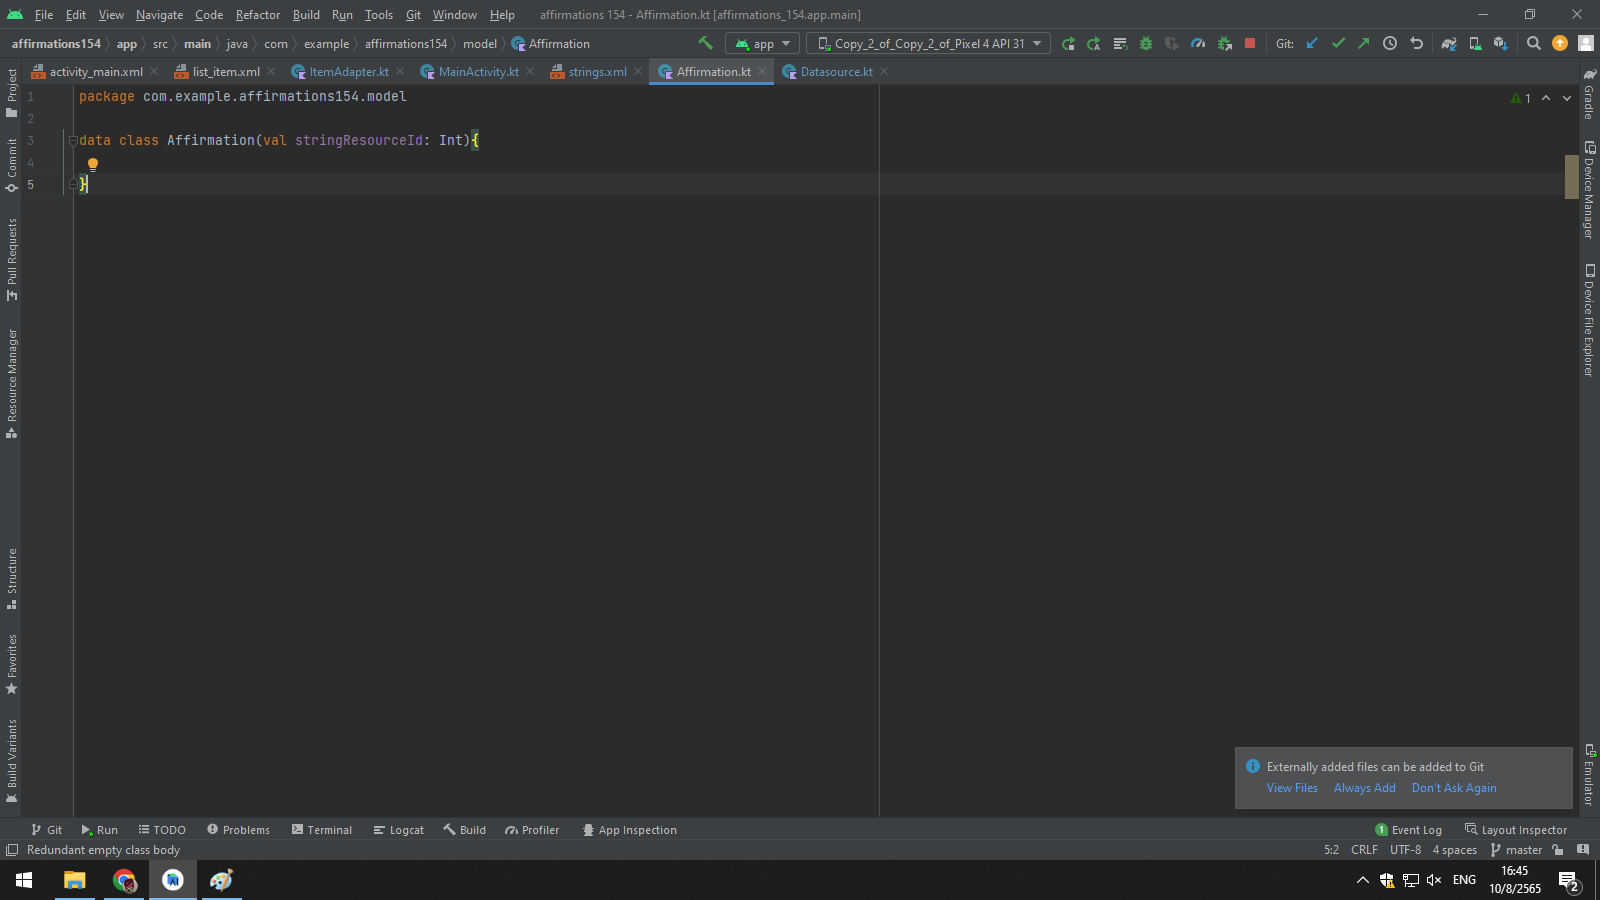 File Edit View Navigate Code Refactor Build Run Tools Git Window Help affirmations 154 - Affirmation.kt [affirmations_154.app.main]
affirmations154 app src main java com example affirmations154 model Affirmation app Copy_2_of_Copy_2_of_Pixel 4 API 31 Git:
activity_main.xml list_item.xml ItemAdapter.kt MainActivity.kt strings.xml Affirmation.kt Datasource.kt
1 package com.example.affirmations154.model
1
2
3 data class Affirmation(val stringResourceId: Int){
4
5 }
Project
Commit
Pull Requests
Resource Manager
Structure
Favorites
Build Variants
Gradle
Device Manager
Device File Explorer
Emulator
Externally added files can be added to Git
View Files Always Add Don't Ask Again
Git Run TODO Problems Terminal Logcat Build Profiler App Inspection 1 Event Log Layout Inspector
Redundant empty class body 5:2 CRLF UTF-8 4 spaces master
ENG 16:45
10/8/2565
2